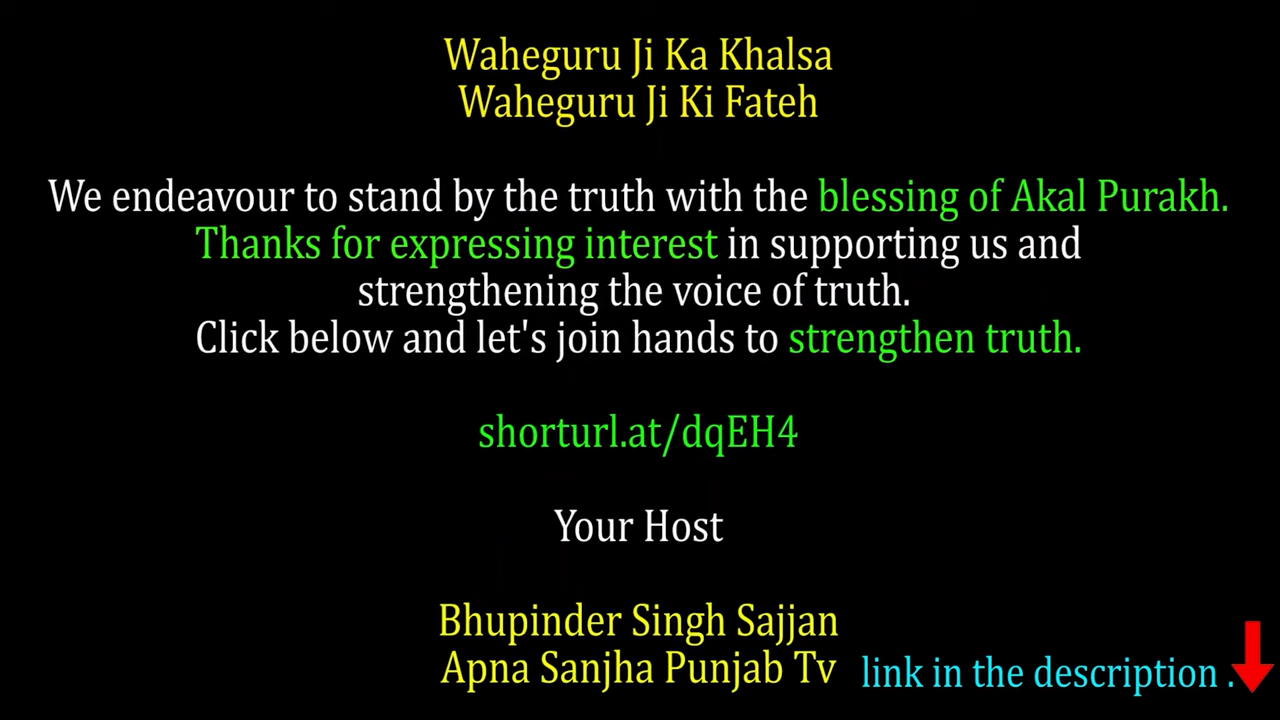 Waheguru Ji Ka Khalsa
Waheguru Ji Ki Fateh
We endeavour to stand by the truth with the blessing of Akal Purakh.
Thanks for expressing interest in supporting us and
strengthening the voice of truth.
Click below and let's join hands to strengthen truth.
shorturl.at/dqEH4
Your Host
Bhupinder Singh Sajjan
Apna Sanjha Punjab Tv
link in the description .